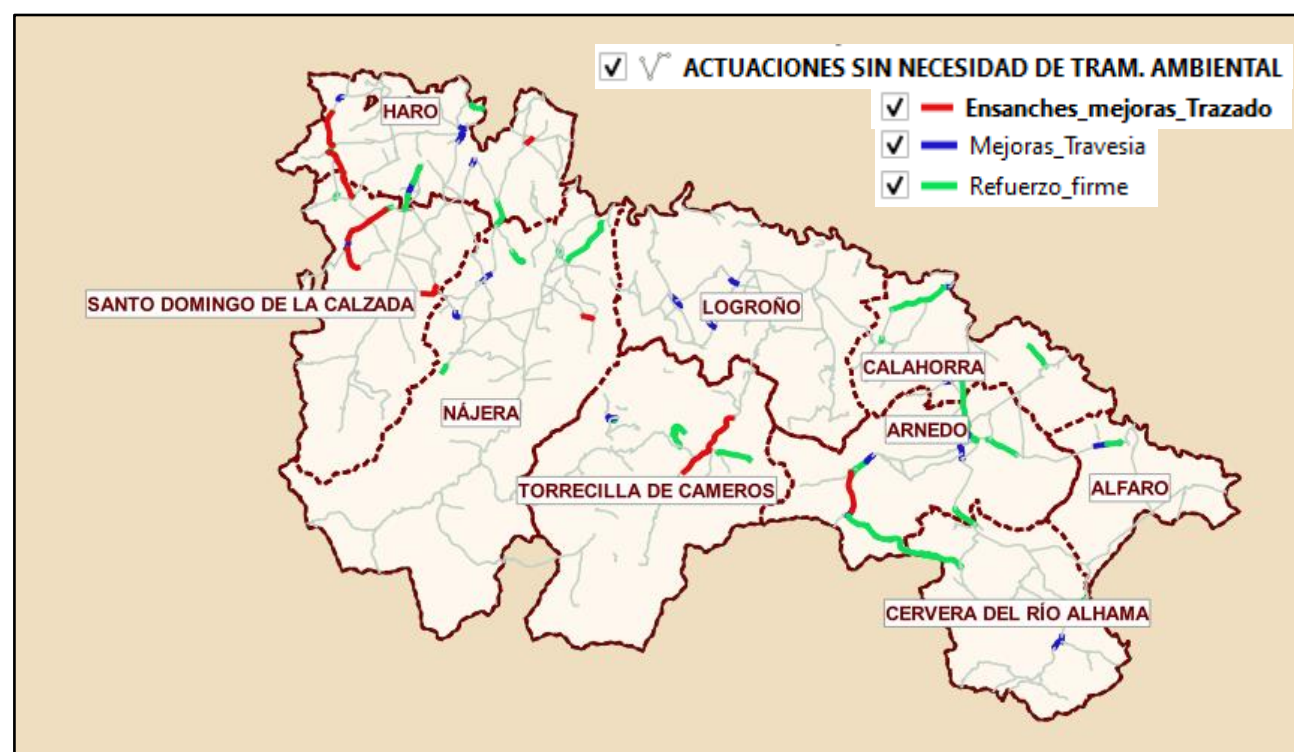 ACTUACIONES SIN NECESIDAD DE TRAM. AMBIENTAL
Ensanches_mejoras_Trazado
Mejoras_Travesia
Refuerzo_firme
HARO
SANTO DOMINGO DE LA CALZADA
LOGROÑO
CALAHORRA
NÁJERA
ARNEDO
TORRECILLA DE CAMEROS
ALFARO
CERVERA DEL RÍO ALHAMA